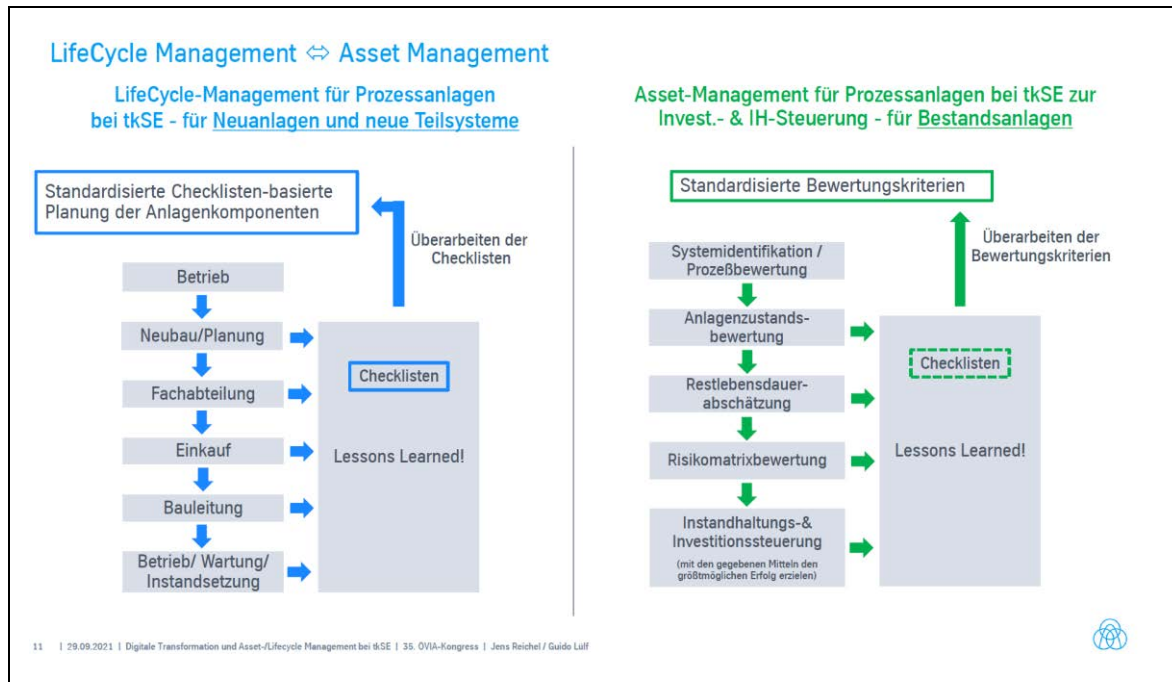 LifeCycle Management ⇔ Asset Management
LifeCycle-Management für Prozessanlagen
bei tkSE - für Neuanlagen und neue Teilsysteme
Standardisierte Checklisten-basierte
Planung der Anlagenkomponenten
Überarbeiten der
Checklisten
Betrieb
Neubau/Planung
Fachabteilung
Einkauf
Bauleitung
Betrieb/ Wartung/
Instandsetzung
Checklisten
Lessons Learned!
Asset-Management für Prozessanlagen bei tkSE zur
Invest.- & IH-Steuerung - für Bestandsanlagen
Standardisierte Bewertungskriterien
Überarbeiten der
Bewertungskriterien
Systemidentifikation /
Prozeßbewertung
Anlagenzustands-
bewertung
Restlebensdauer-
abschätzung
Risikomatrixbewertung
Instandhaltungs-&
Investitionssteuerung
(mit den gegebenen Mitteln den
größtmöglichen Erfolg erzielen)
Checklisten
Lessons Learned!
11 | 29.09.2021 | Digitale Transformation und Asset-/Lifecycle Management bei tkSE | 35. ÖVIA-Kongress | Jens Reichel / Guido Lülf